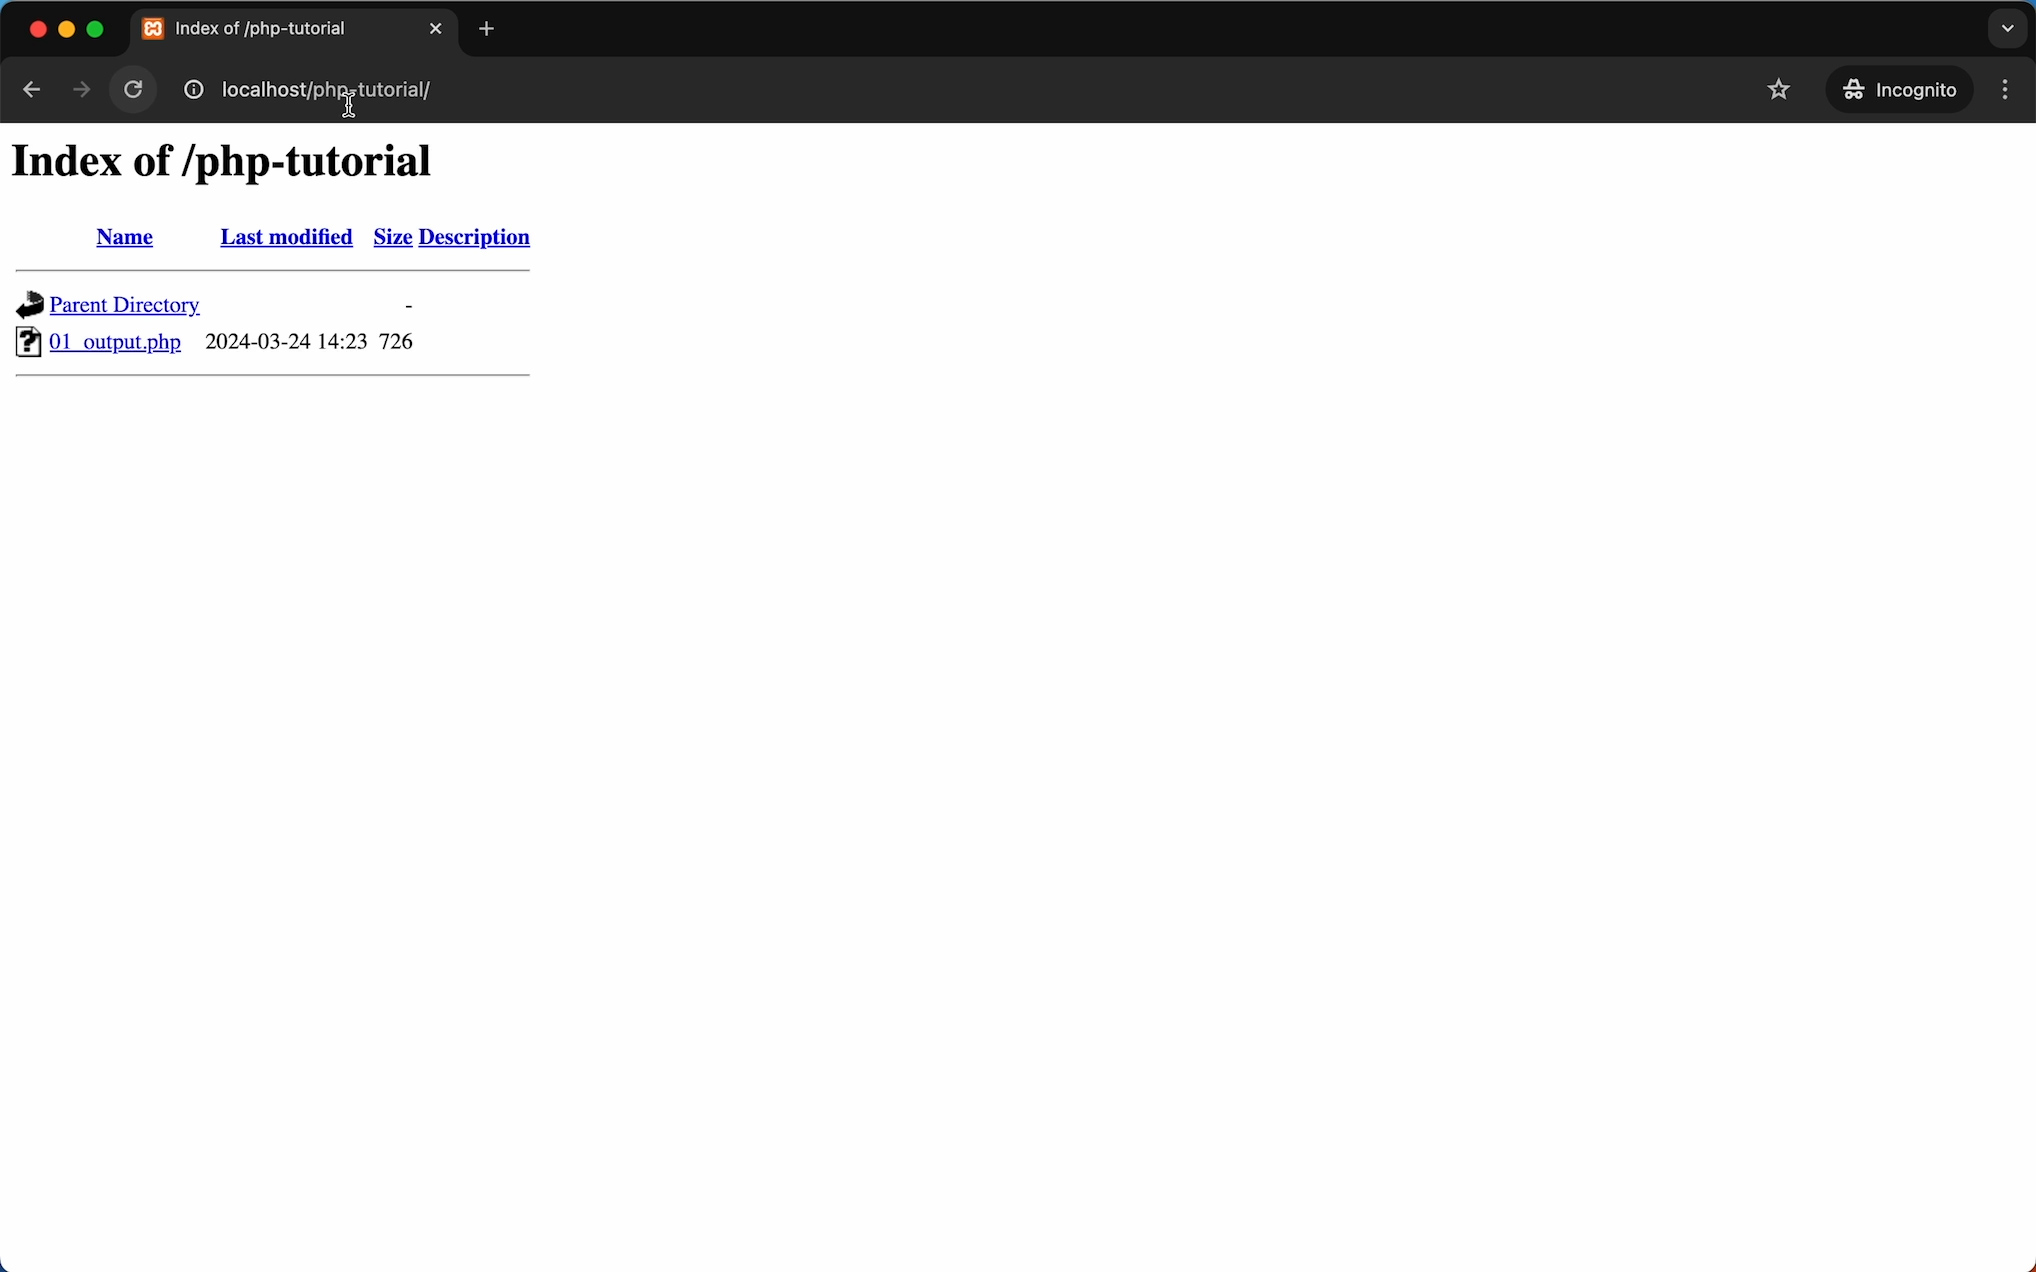 Index of /php-tutorial
localhost/php-tutorial/
Incognito
Index of /php-tutorial
Name Last modified Size Description
Parent Directory -
01_output.php 2024-03-24 14:23 726